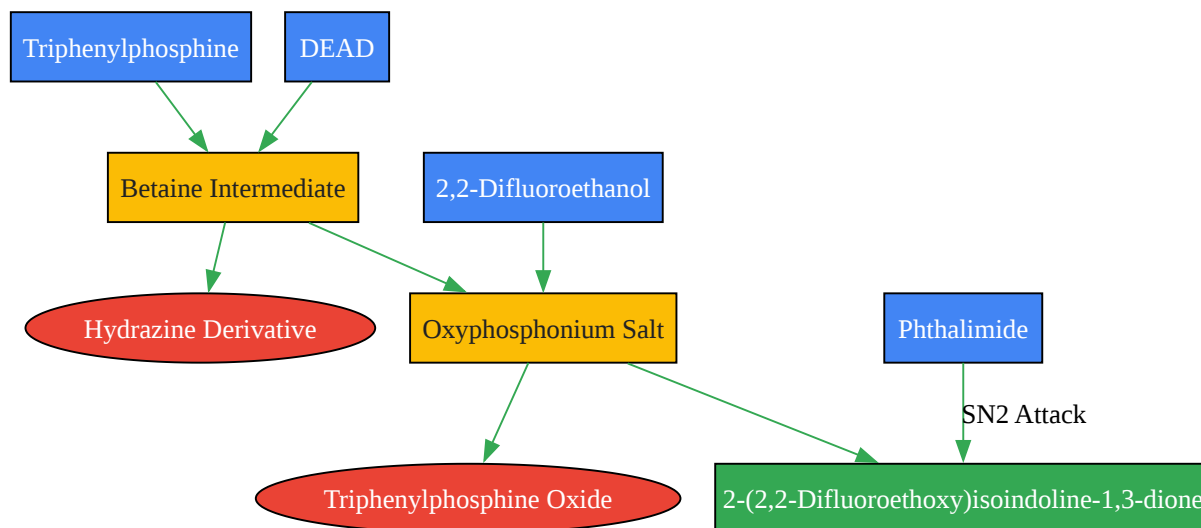 Triphenylphosphine
DEAD
Betaine Intermediate
2,2-Difluoroethanol
Hydrazine Derivative
Oxyphosphonium Salt
Phthalimide
SN2 Attack
Triphenylphosphine Oxide
2-(2,2-Difluoroethoxy)isoindoline-1,3-dione